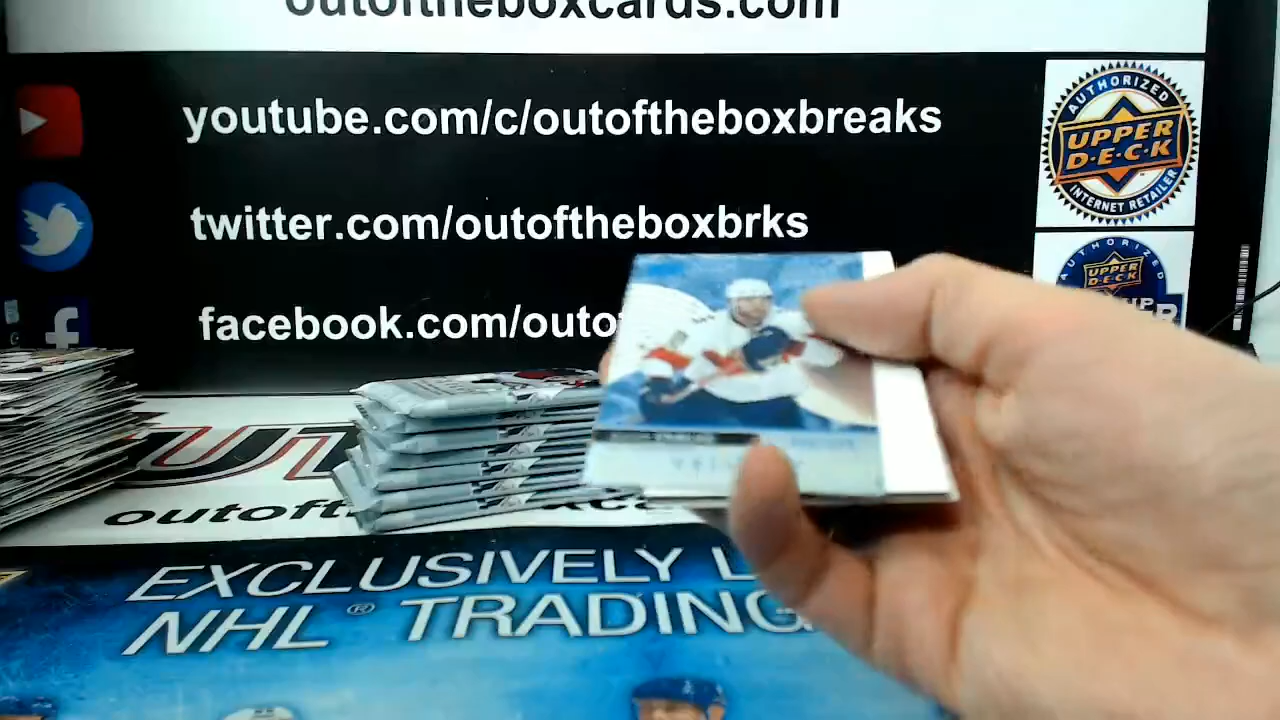 outoftheboxcards.com
youtube.com/c/outoftheboxbreaks
twitter.com/outoftheboxbrks
facebook.com/outo
AUTHORIZED
UPPER
D·E·C·K
INTERNET RETAILER
AUTHORIZED
UPPER
DECK
outoft
EXCLUSIVELY L
NHL® TRADING